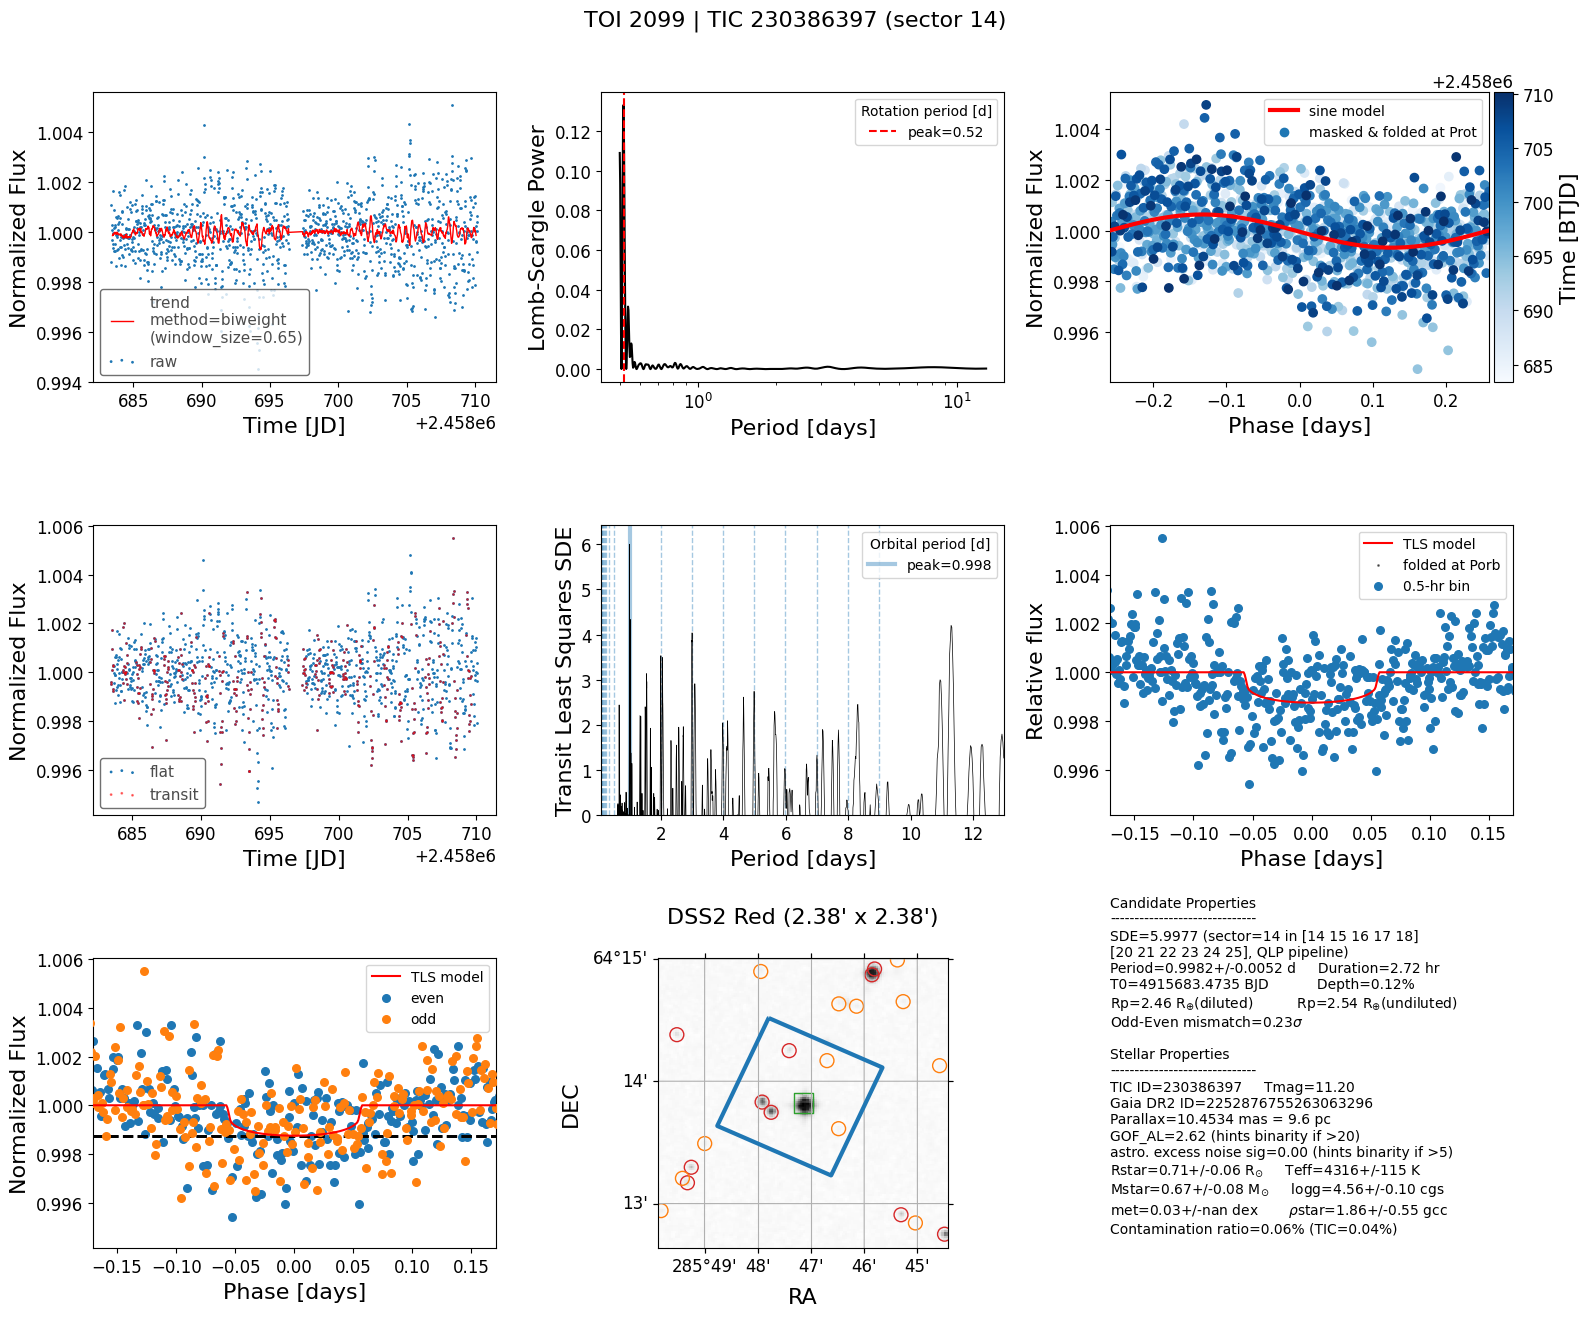 TOI 2099 | TIC 230386397 (sector 14)
Normalized Flux
1.004
1.002
1.000
0.998
0.996
0.994
trend
method=biweight
(window_size=0.65)
raw
685 690 695 700 705 710
Time [JD]
+2.458e6
Lomb-Scargle Power
0.12
0.10
0.08
0.06
0.04
0.02
0.00
Rotation period [d]
peak=0.52
10⁰ 10¹
Period [days]
Normalized Flux
1.004
1.002
1.000
0.998
0.996
sine model
masked & folded at Prot
−0.2 −0.1 0.0 0.1 0.2
Phase [days]
+2.458e6
710
705
700
695
690
685
Time [BTJD]
Normalized Flux
1.006
1.004
1.002
1.000
0.998
0.996
flat
transit
685 690 695 700 705 710
Time [JD]
+2.458e6
Transit Least Squares SDE
6
5
4
3
2
1
0
Orbital period [d]
peak=0.998
2 4 6 8 10 12
Period [days]
Relative flux
1.006
1.004
1.002
1.000
0.998
0.996
TLS model
folded at Porb
0.5-hr bin
−0.15 −0.10 −0.05 0.00 0.05 0.10 0.15
Phase [days]
Normalized Flux
1.006
1.004
1.002
1.000
0.998
0.996
TLS model
even
odd
−0.15 −0.10 −0.05 0.00 0.05 0.10 0.15
Phase [days]
DSS2 Red (2.38' x 2.38')
DEC
64°15'
14'
13'
285°49' 48' 47' 46' 45'
RA
Candidate Properties
------------------------------
SDE=5.9977 (sector=14 in [14 15 16 17 18]
[20 21 22 23 24 25], QLP pipeline)
Period=0.9982+/-0.0052 d Duration=2.72 hr
T0=4915683.4735 BJD Depth=0.12%
Rp=2.46 R⊕(diluted) Rp=2.54 R⊕(undiluted)
Odd-Even mismatch=0.23σ
Stellar Properties
------------------------------
TIC ID=230386397 Tmag=11.20
Gaia DR2 ID=2252876755263063296
Parallax=10.4534 mas = 9.6 pc
GOF_AL=2.62 (hints binarity if >20)
astro. excess noise sig=0.00 (hints binarity if >5)
Rstar=0.71+/-0.06 R⊙ Teff=4316+/-115 K
Mstar=0.67+/-0.08 M⊙ logg=4.56+/-0.10 cgs
met=0.03+/-nan dex ρstar=1.86+/-0.55 gcc
Contamination ratio=0.06% (TIC=0.04%)